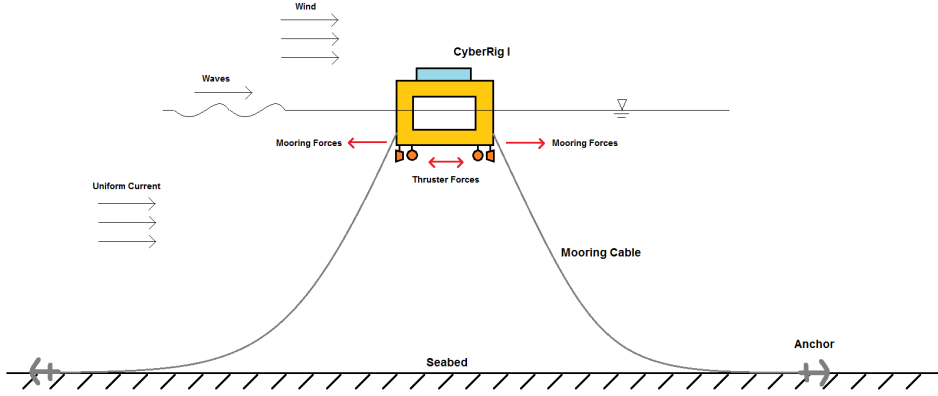 Wind
CyberRig I
Waves
Mooring Forces
Mooring Forces
Thruster Forces
Uniform Current
Mooring Cable
Anchor
Seabed